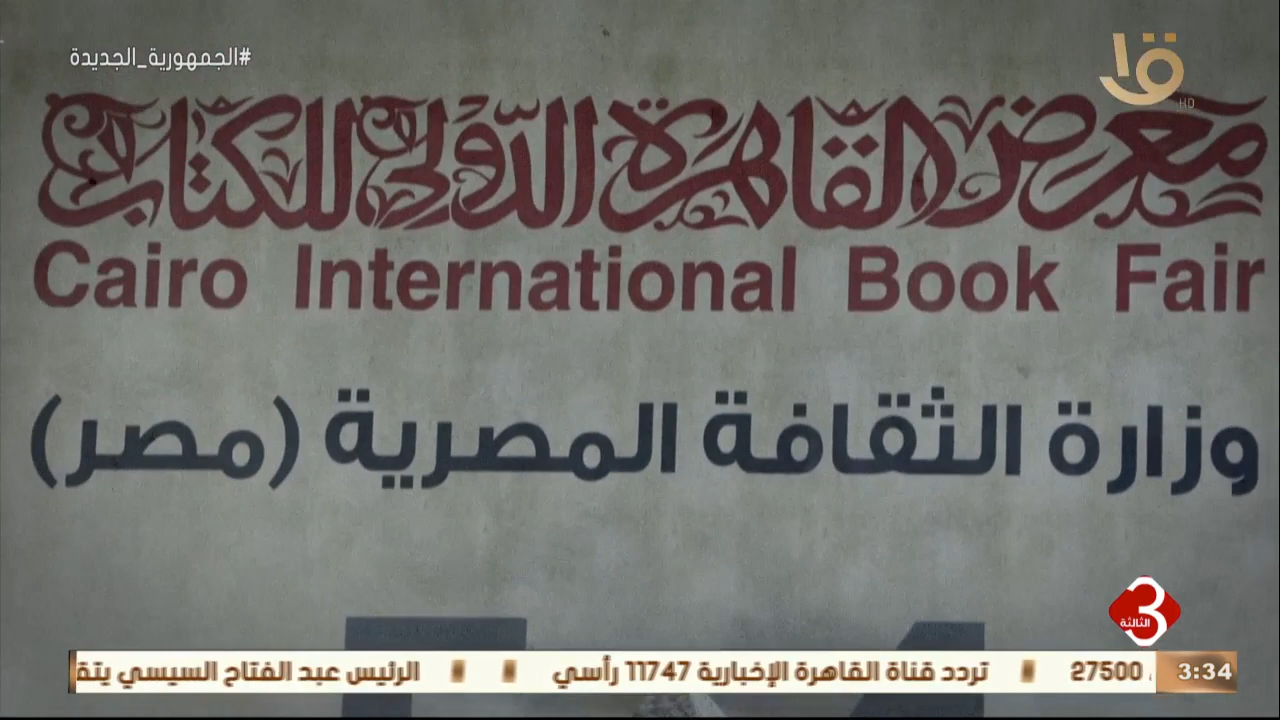 #الجمهورية_الجديدة
HD
معرض القاهرة الدولي للكتاب
Cairo International Book Fair
وزارة الثقافة المصرية (مصر)
3
الثالثة
3:34
27500 تردد قناة القاهرة الإخبارية 11747 رأسي الرئيس عبد الفتاح السيسي